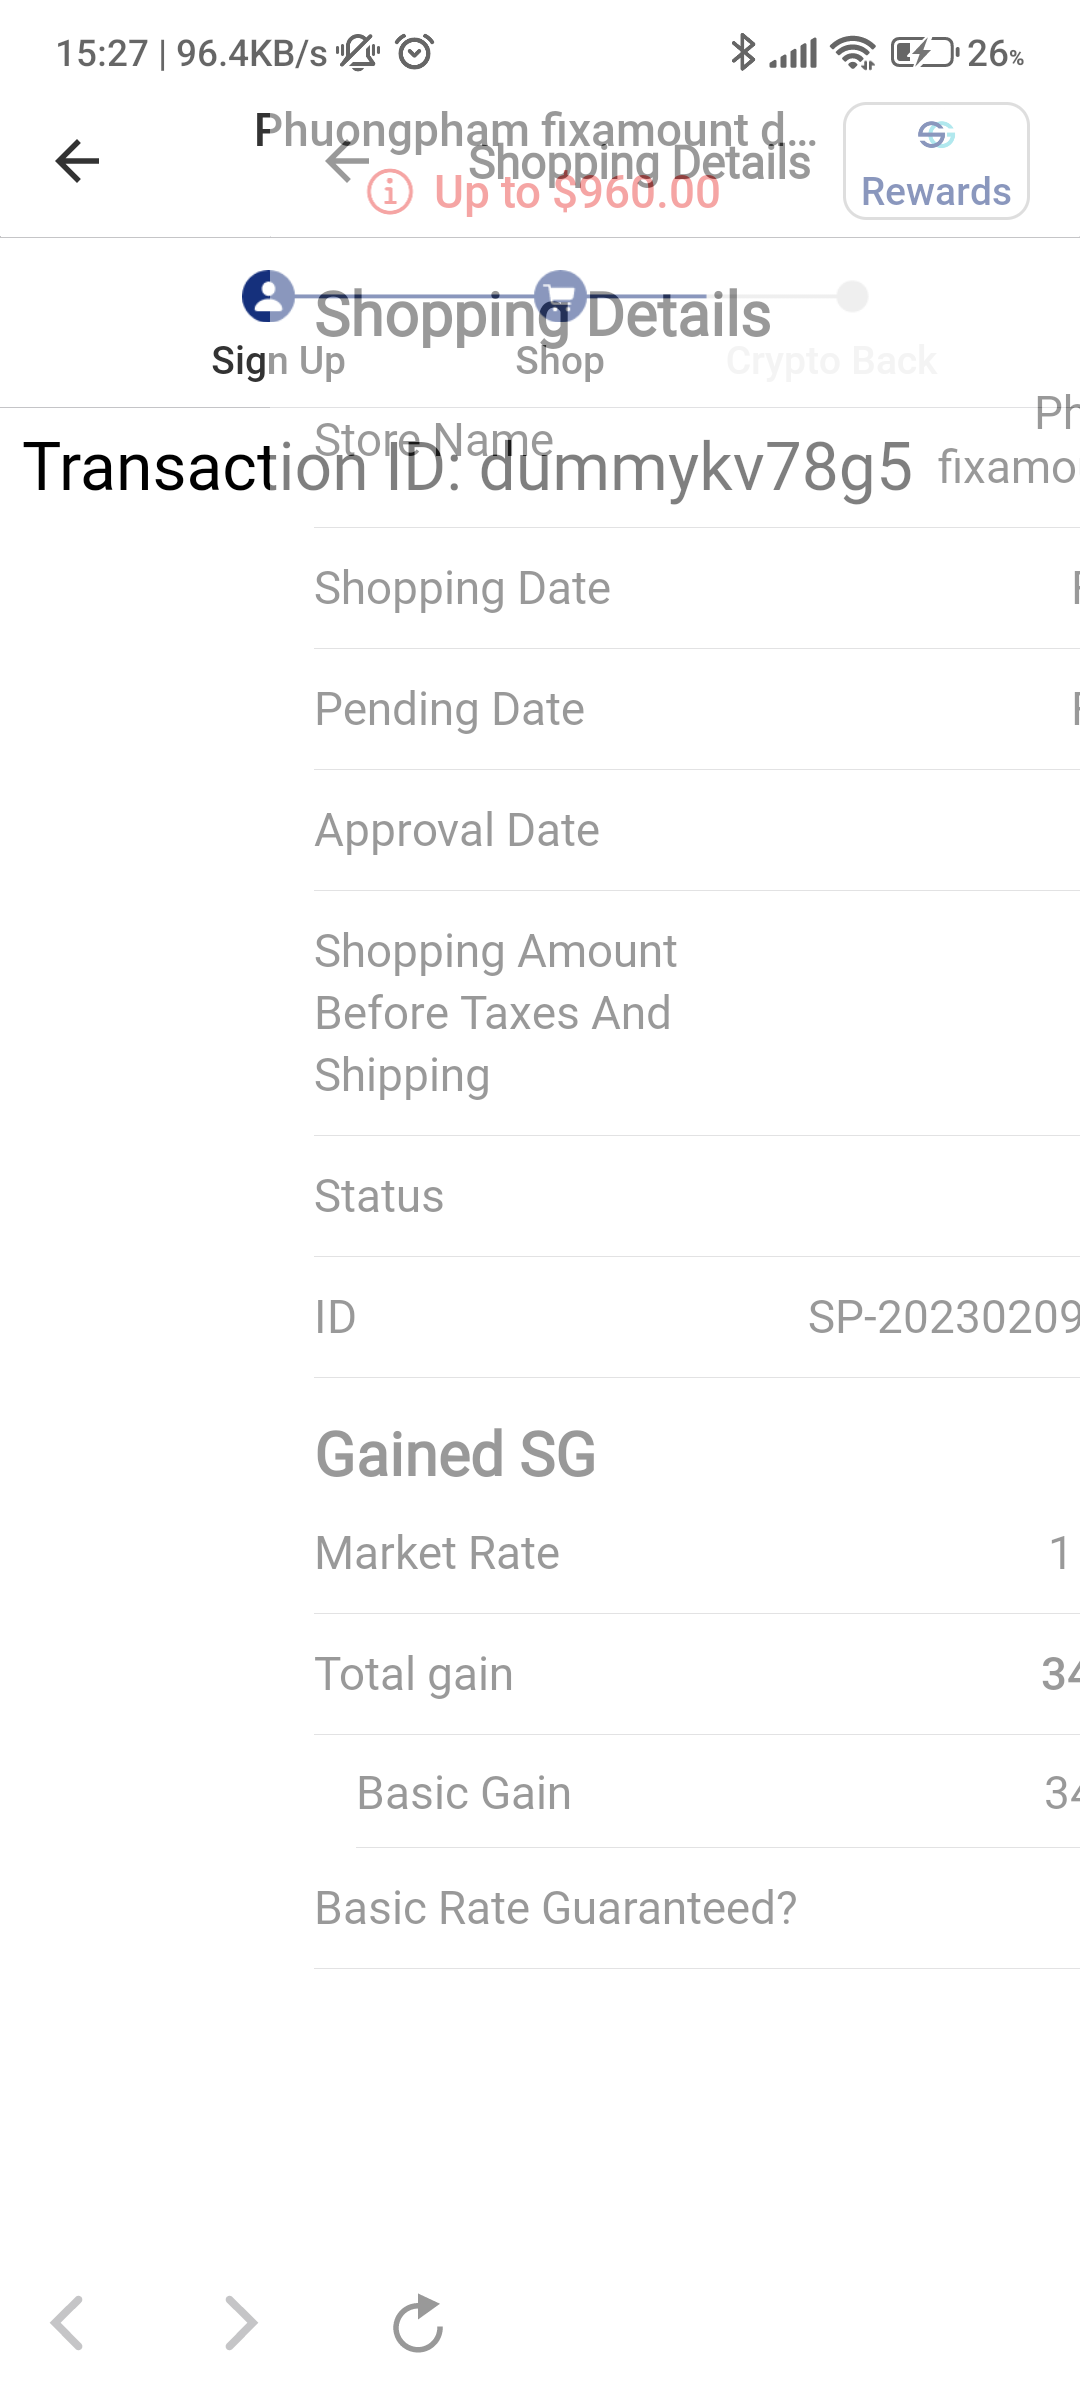 15:27 | 96.4KB/s 26%
Phuongpham fixamount d...
Shopping Details
Up to $960.00
Rewards
Shopping Details
Sign Up Shop Crypto Back
Store Name
Transaction ID: dummykv78g5
Shopping Date
Pending Date
Approval Date
Shopping Amount
Before Taxes And
Shipping
Status
ID SP-20230209
Gained SG
Market Rate 1
Total gain 34
Basic Gain 34
Basic Rate Guaranteed?